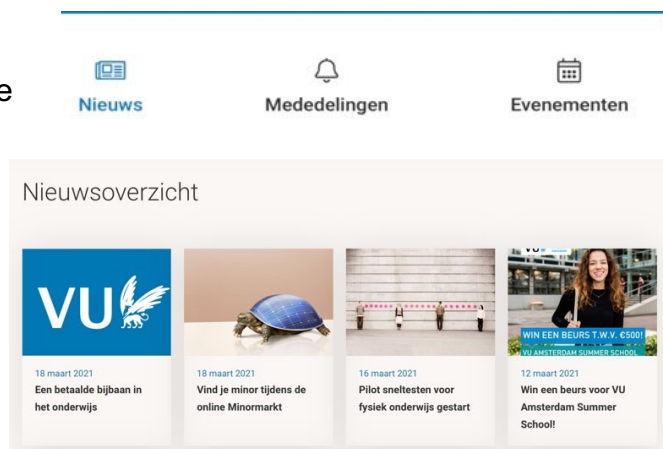 e
Nieuws
Mededelingen
Evenementen
Nieuwsoverzicht
VU
18 maart 2021
Een betaalde bijbaan in
het onderwijs
18 maart 2021
Vind je minor tijdens de
online Minormarkt
16 maart 2021
Pilot sneltesten voor
fysiek onderwijs gestart
WIN EEN BEURS T.W.V. €500!
VU AMSTERDAM SUMMER SCHOOL
12 maart 2021
Win een beurs voor VU
Amsterdam Summer
School!